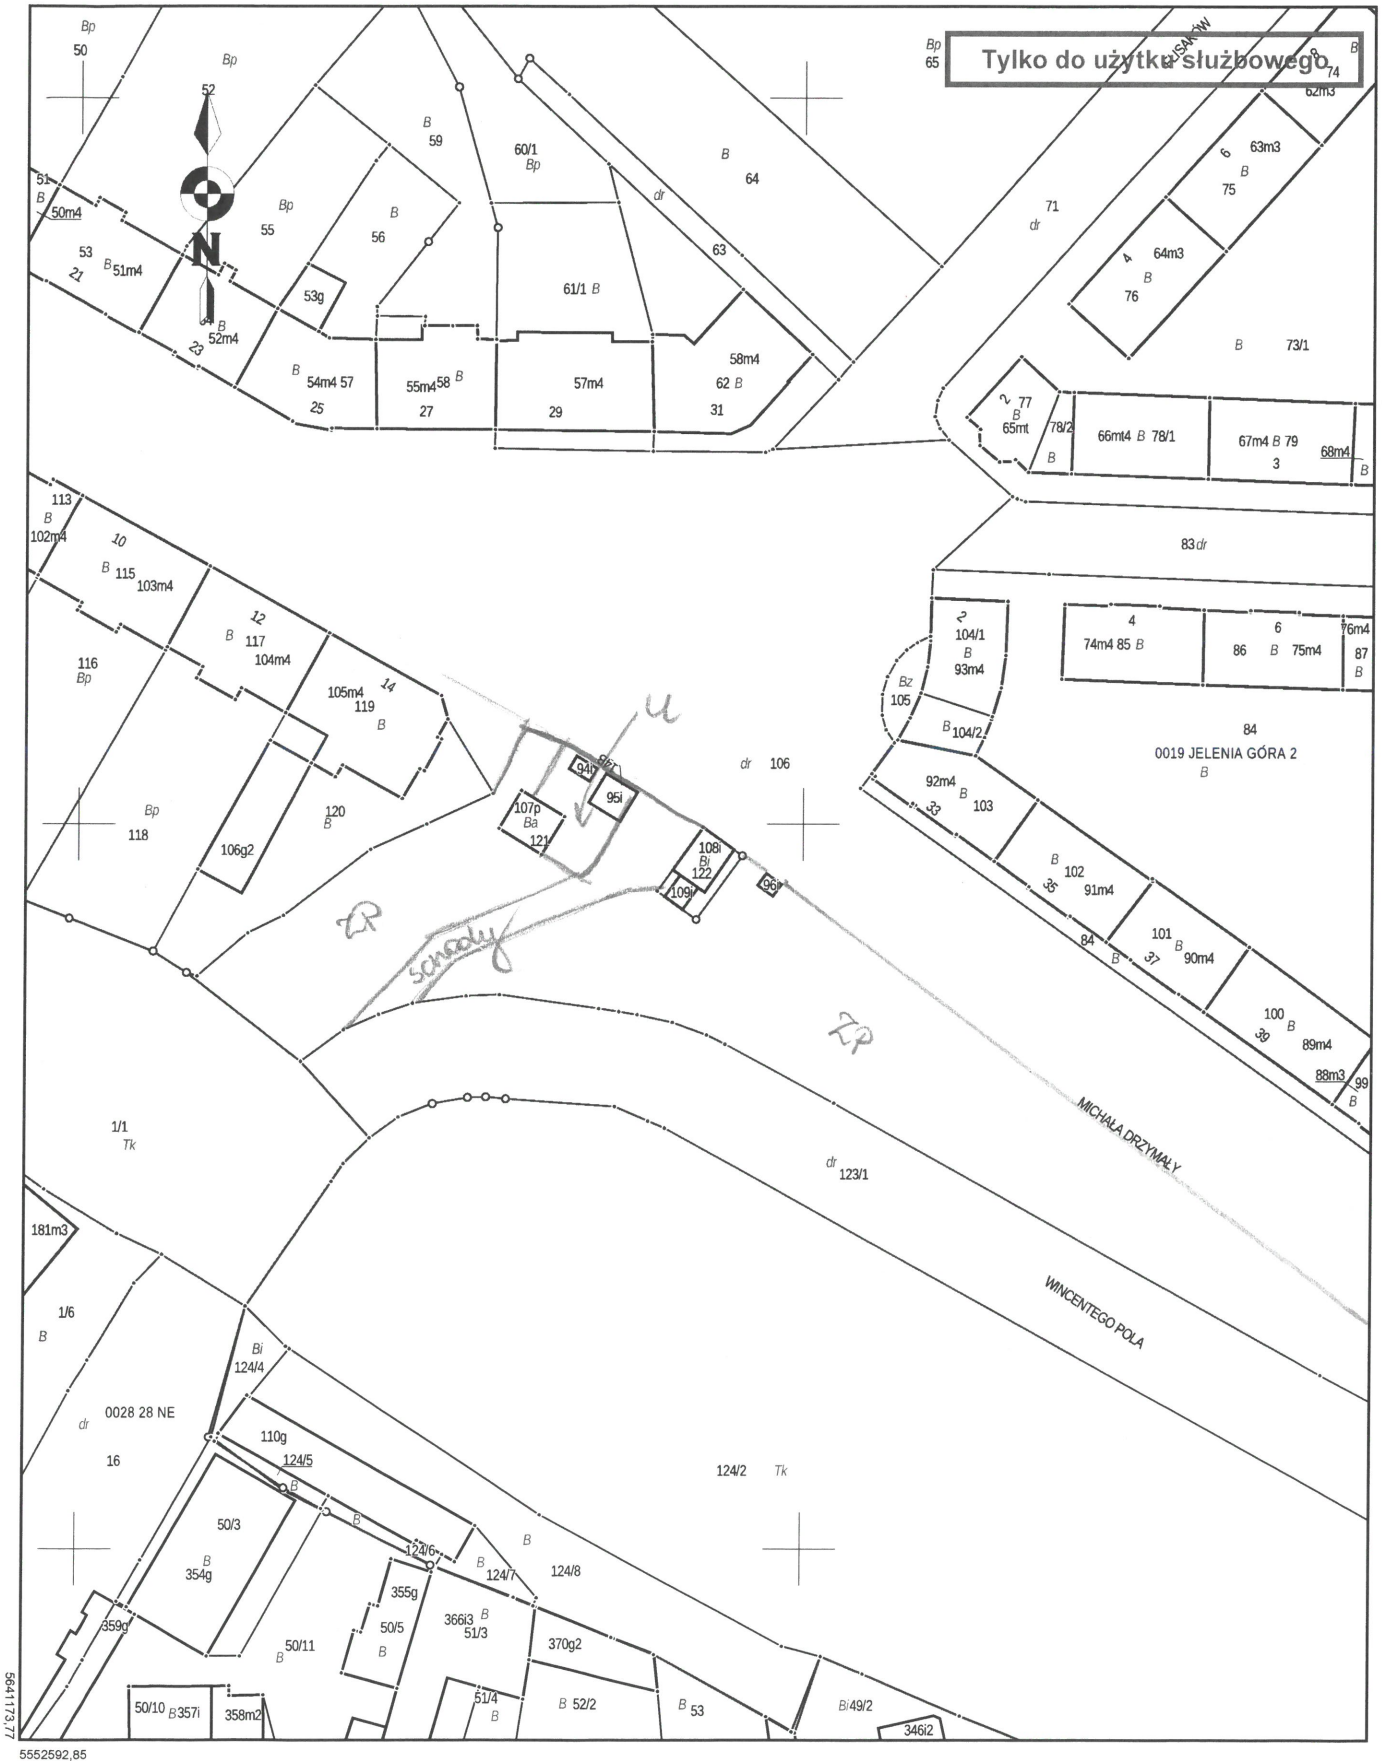 Bp
50
Bp
52
Bp
65
Tylko do użytku służbowego
B
74
8
62m3
B
59
60/1
Bp
B
64
dr
63
71
dr
6
63m3
B
75
4
64m3
B
76
51
B
50m4
53
B
51m4
21
Bp
55
B
56
N
53g
61/1 B
B
52m4
23
B
54m4 57
25
55m4 58 B
27
57m4
29
58m4
62 B
31
B
73/1
2
77
B
65mt
78/2
B
66mt4 B 78/1
67m4 B 79
3
68m4
B
83 dr
113
B
102m4
10
B
115
103m4
12
B
117
104m4
116
Bp
105m4
14
119
B
2
104/1
B
93m4
4
74m4 85 B
6
86 B 75m4
76m4
87
B
Bz
105
B 104/2
84
0019 JELENIA GÓRA 2
B
u
dr 106
95i
107p
Ba
121
92m4
B
33
103
Bp
118
120
B
106g2
108i
Bi
122
109i
96i
B
102
35
91m4
101
B
37
90m4
84
B
100
B
39
89m4
88m3
99
B
ZP
schody
ZP
1/1
Tk
MICHAŁA DRZYMAŁY
dr
123/1
181m3
WINCENTEGO POLA
1/6
B
Bi
124/4
0028 28 NE
dr
16
110g
124/5
B
124/2 Tk
50/3
B
354g
B
124/6
B
124/7
B
124/8
355g
50/5
B
366i3 B
51/3
359g
50/11
B
370g2
50/10 B 357i
358m2
51/4
B
B 52/2
B 53
Bi 49/2
346i2
5641173,77
5552592,85